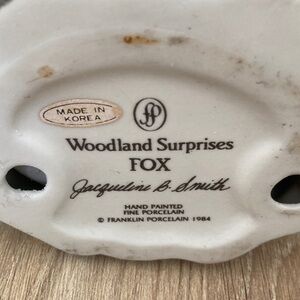 MADE IN
KOREA
FP
Woodland Surprises
FOX
Jacqueline B. Smith
HAND PAINTED
FINE PORCELAIN
© FRANKLIN PORCELAIN 1984